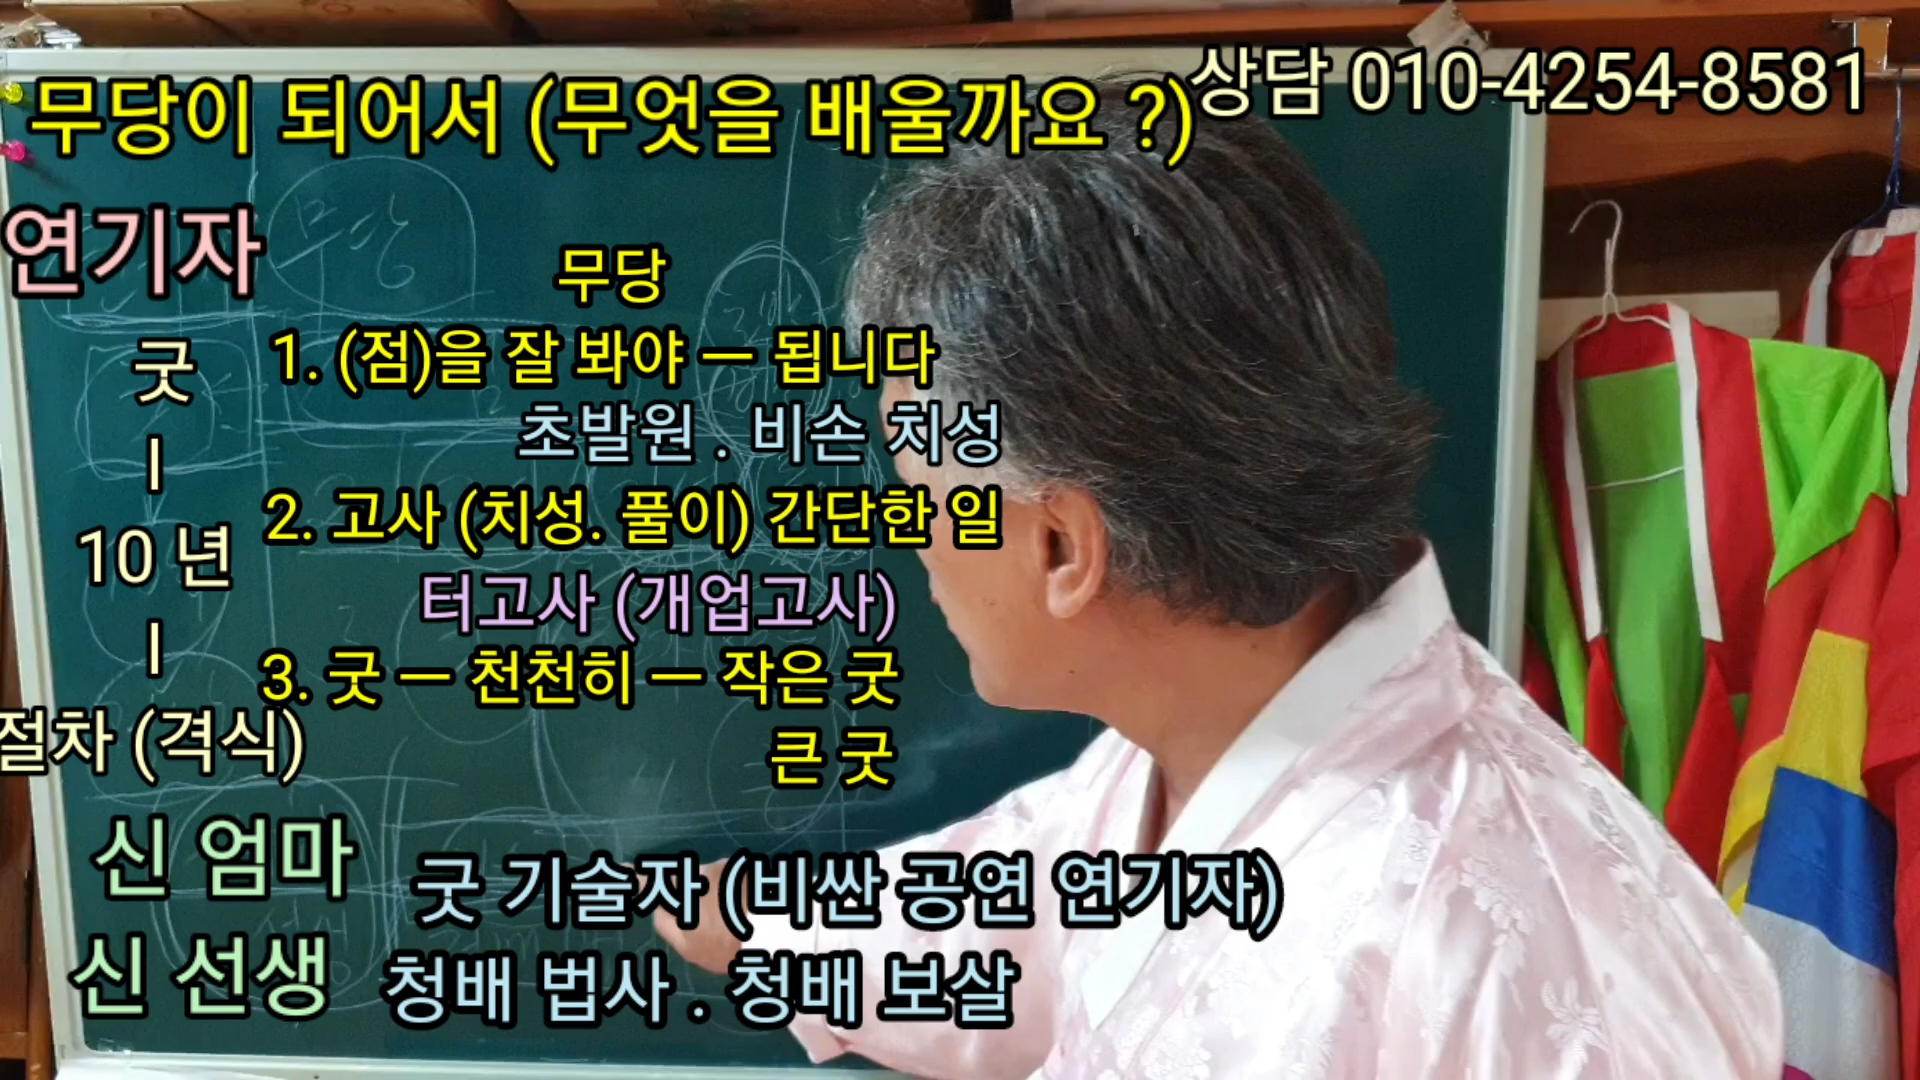 상담 010-4254-8581
무당이 되어서 (무엇을 배울까요 ?)
연기자
굿
ㅣ
10 년
ㅣ
절차 (격식)
신 엄마
신 선생
무당
무당
1. (점)을 잘 봐야 ㅡ 됩니다
초발원 . 비손 치성
2. 고사 (치성. 풀이) 간단한 일
터고사 (개업고사)
3. 굿 ㅡ 천천히 ㅡ 작은 굿
큰 굿
굿 기술자 (비싼 공연 연기자)
청배 법사 . 청배 보살